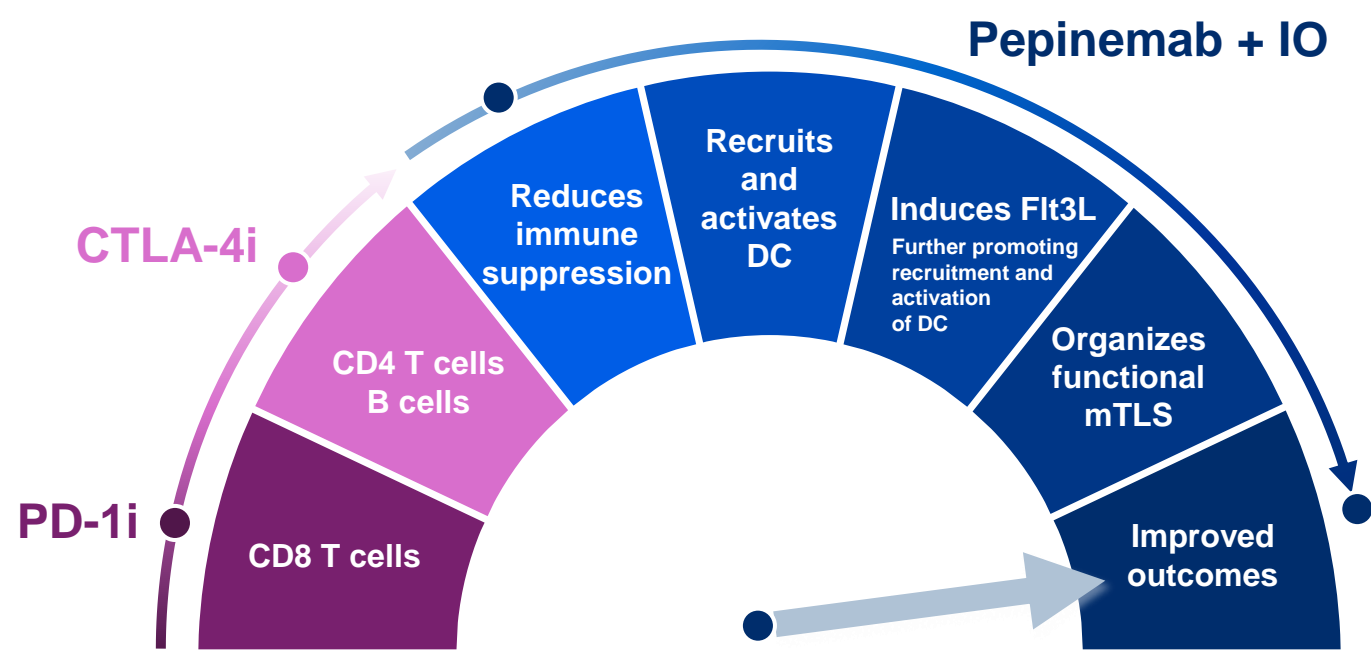 Pepinemab + IO
CTLA-4i
PD-1i
CD8 T cells
CD4 T cells
B cells
Reduces
immune
suppression
Recruits
and
activates
DC
Induces Flt3L
Further promoting
recruitment and
activation
of DC
Organizes
functional
mTLS
Improved
outcomes